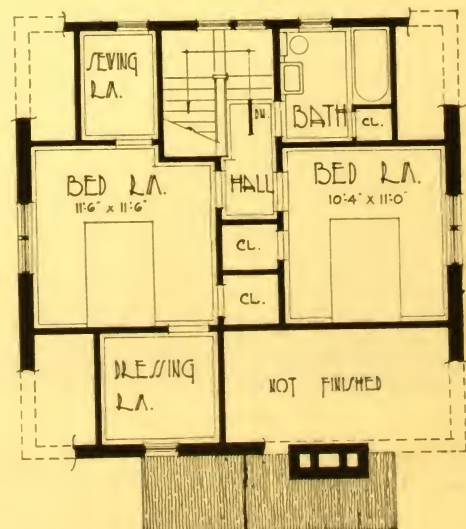 SEWING
RM.
DN.
BATH
CL.
BED RM.
11'-6" x 11'-6"
HALL
BED RM.
10'-4" x 11'-0"
CL.
CL.
DRESSING
RM.
NOT FINISHED